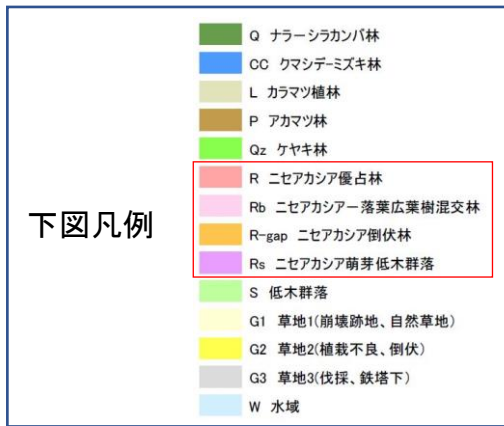 下図凡例
Q ナラーシラカンバ林
CC クマシデーミズキ林
L カラマツ植林
P アカマツ林
Qz ケヤキ林
R ニセアカシア優占林
Rb ニセアカシアー落葉広葉樹混交林
R-gap ニセアカシア倒伏林
Rs ニセアカシア萌芽低木群落
S 低木群落
G1 草地1(崩壊跡地、自然草地)
G2 草地2(植栽不良、倒伏)
G3 草地3(伐採、鉄塔下)
W 水域